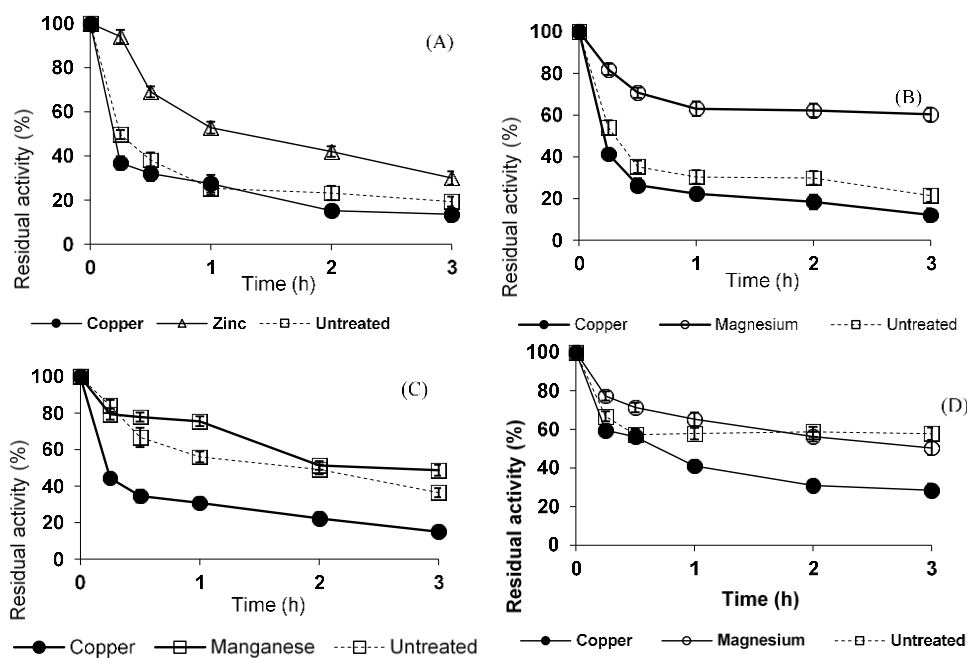 100
80
60
40
20
0
Residual activity (%)
(A)
0 1 2 3
Time (h)
Copper Zinc Untreated
100
80
60
40
20
0
Residual activity (%)
(B)
0 1 2 3
Time (h)
Copper Magnesium Untreated
100
80
60
40
20
0
Residual activity (%)
(C)
0 1 2 3
Time (h)
Copper Manganese Untreated
100
80
60
40
20
0
Residual activity (%)
(D)
0 1 2 3
Time (h)
Copper Magnesium Untreated